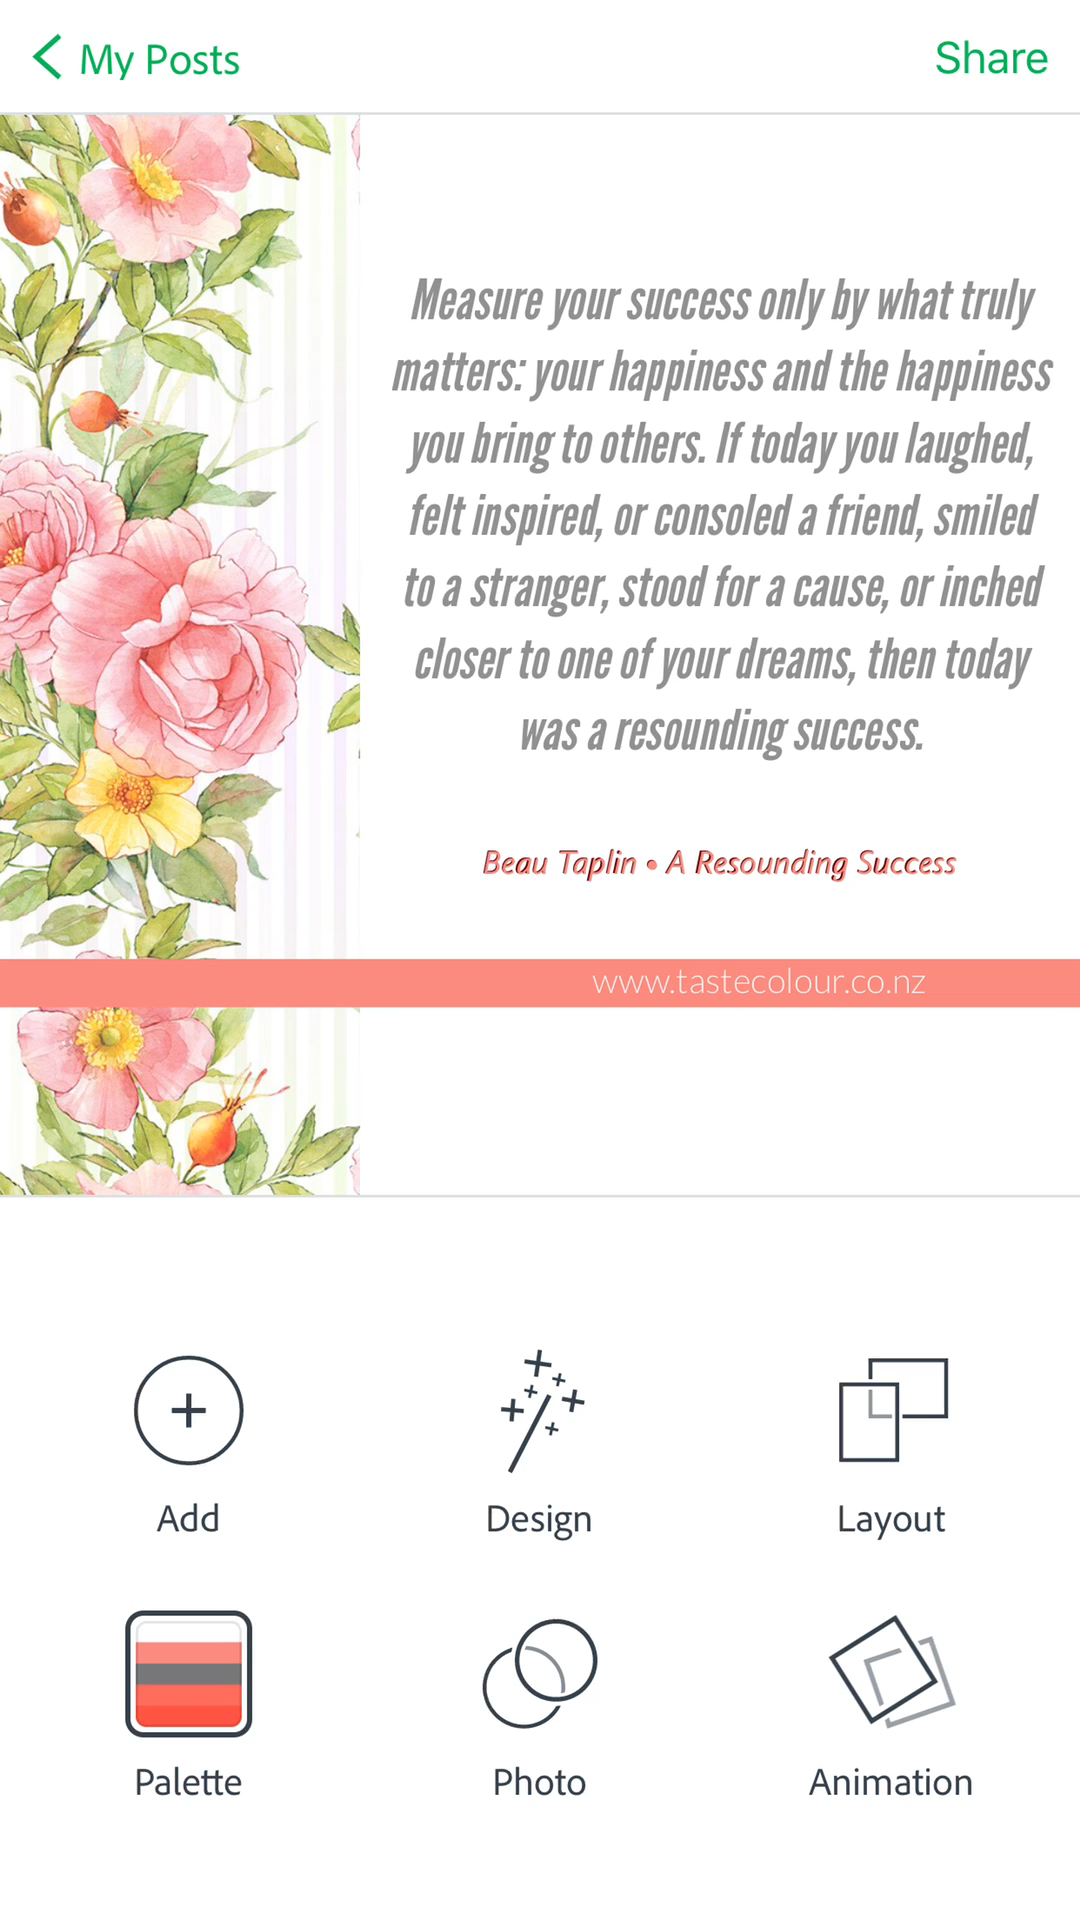 My Posts
Share
Measure your success only by what truly
matters: your happiness and the happiness
you bring to others. If today you laughed,
felt inspired, or consoled a friend, smiled
to a stranger, stood for a cause, or inched
closer to one of your dreams, then today
was a resounding success.
Beau Taplin • A Resounding Success
www.tastecolour.co.nz
Add
Design
Layout
Palette
Photo
Animation